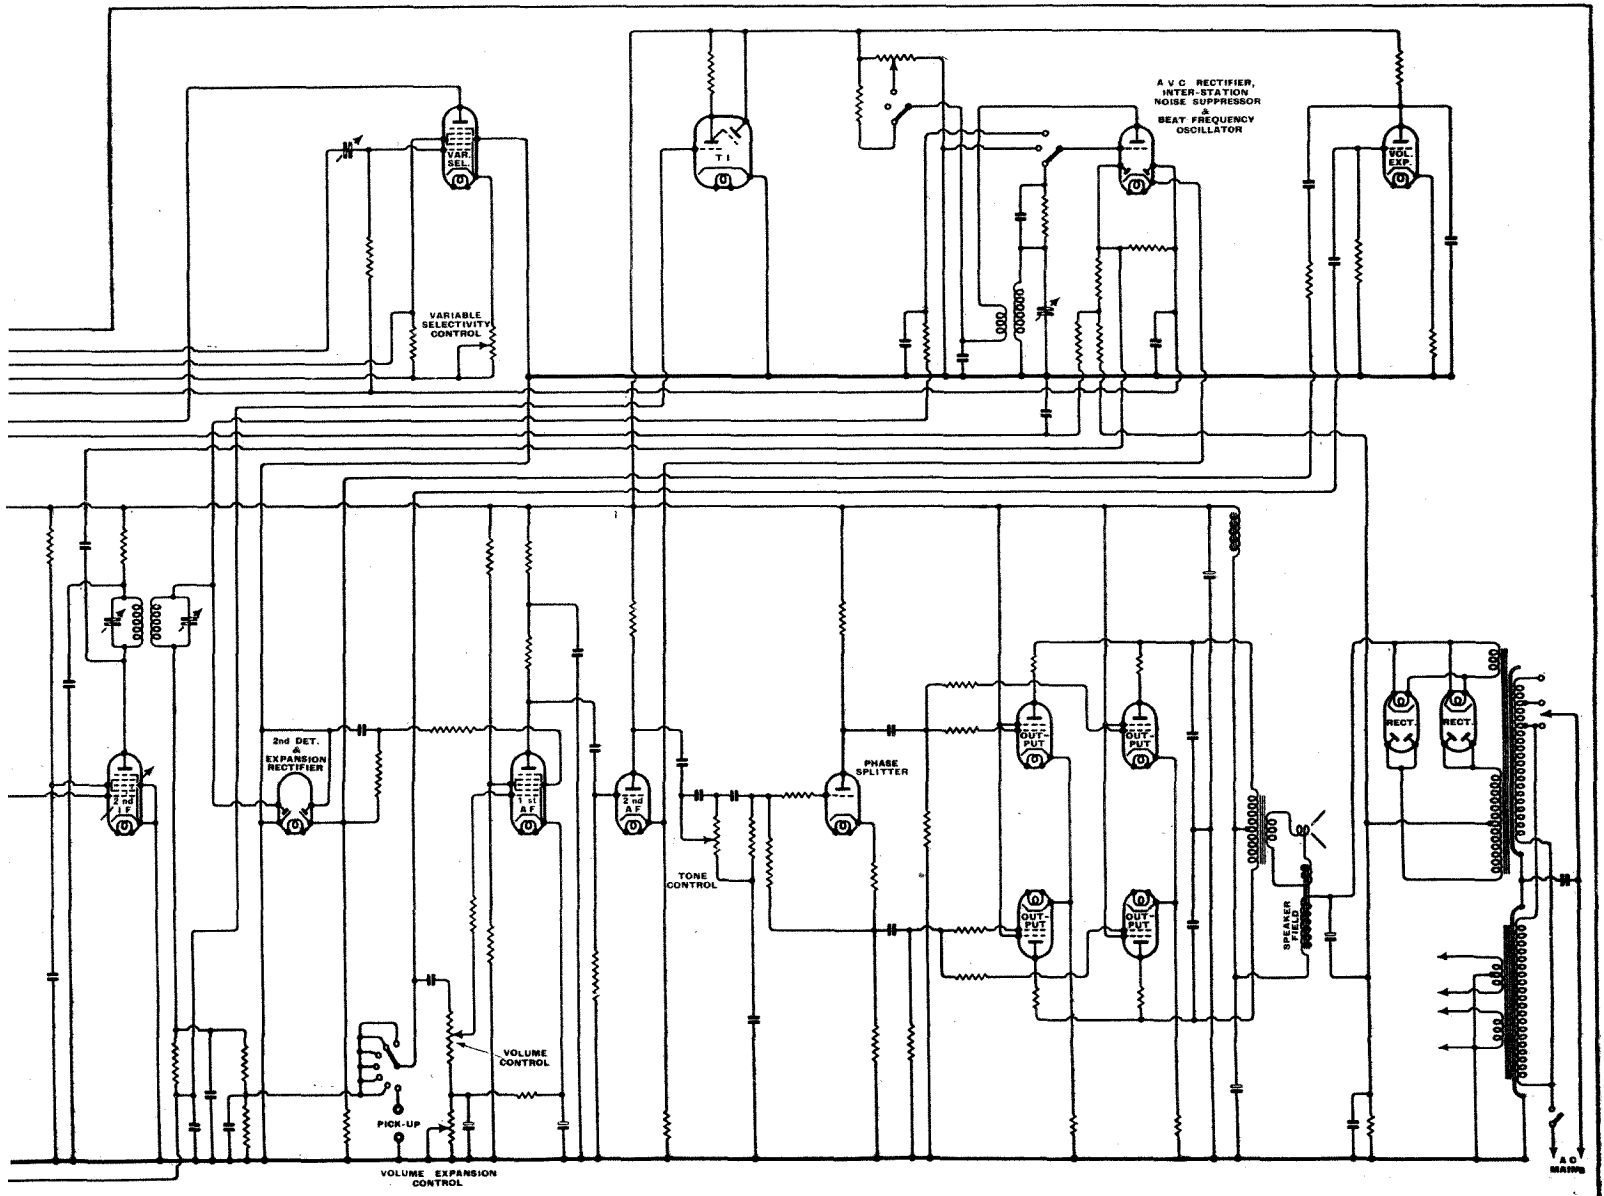 A V C RECTIFIER,
INTER-STATION
NOISE SUPPRESSOR
&
BEAT FREQUENCY
OSCILLATOR
VAR.
SEL.
T I
VOL.
EXP.
VARIABLE
SELECTIVITY
CONTROL
2nd DET.
&
EXPANSION
RECTIFIER
2nd
I F
1st
A F
2nd
A F
PHASE
SPLITTER
OUT-
PUT
OUT-
PUT
RECT.
RECT.
TONE
CONTROL
OUT-
PUT
OUT-
PUT
SPEAKER
FIELD
VOLUME
CONTROL
PICK-UP
VOLUME EXPANSION
CONTROL
A C
MAINS